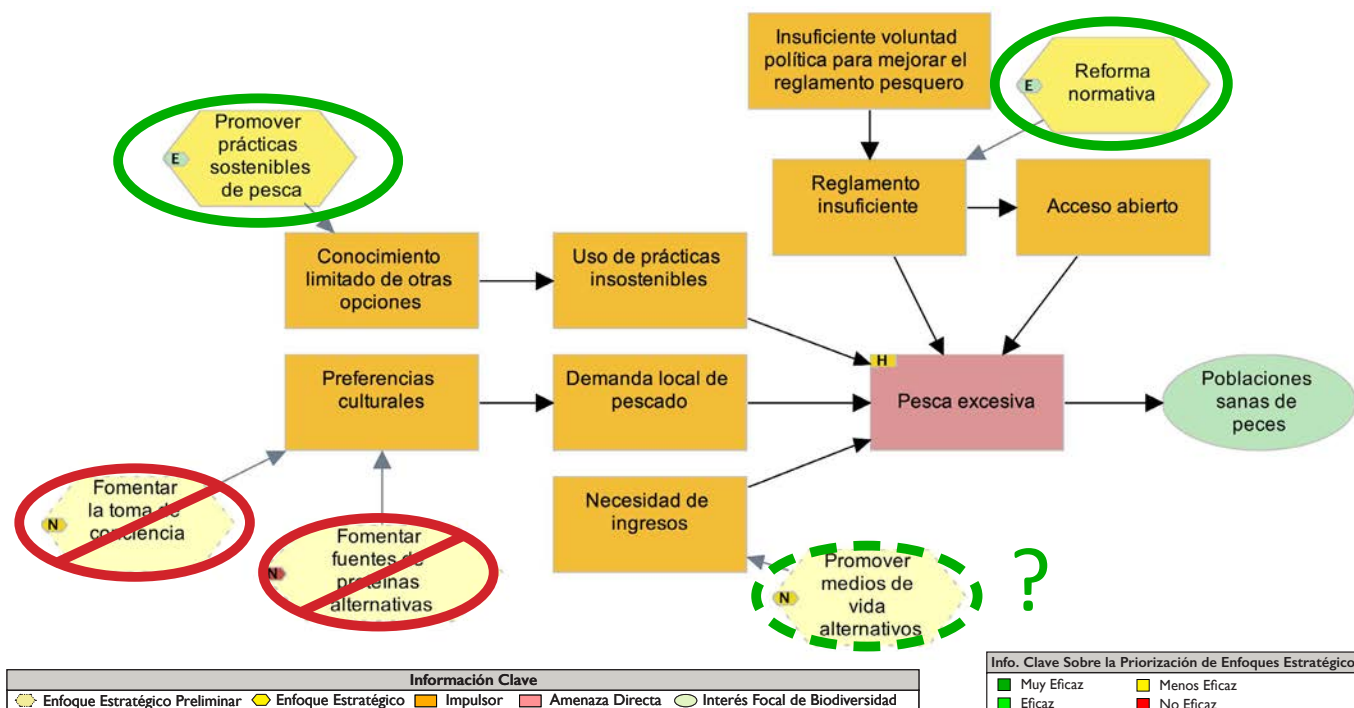 Insuficiente voluntad
política para mejorar el
reglamento pesquero
Reforma
normativa
E
Promover
prácticas
sostenibles
de pesca
E
Reglamento
insuficiente
Acceso abierto
Conocimiento
limitado de otras
opciones
Uso de prácticas
insostenibles
H
Preferencias
culturales
Demanda local de
pescado
Pesca excesiva
Poblaciones
sanas de
peces
Fomentar
la toma de
conciencia
N
Fomentar
fuentes de
proteínas
alternativas
N
Necesidad de
ingresos
Promover
medios de
vida
alternativos
N
?
Información Clave
Enfoque Estratégico Preliminar Enfoque Estratégico Impulsor Amenaza Directa Interés Focal de Biodiversidad
Info. Clave Sobre la Priorización de Enfoques Estratégico
Muy Eficaz Menos Eficaz
Eficaz No Eficaz